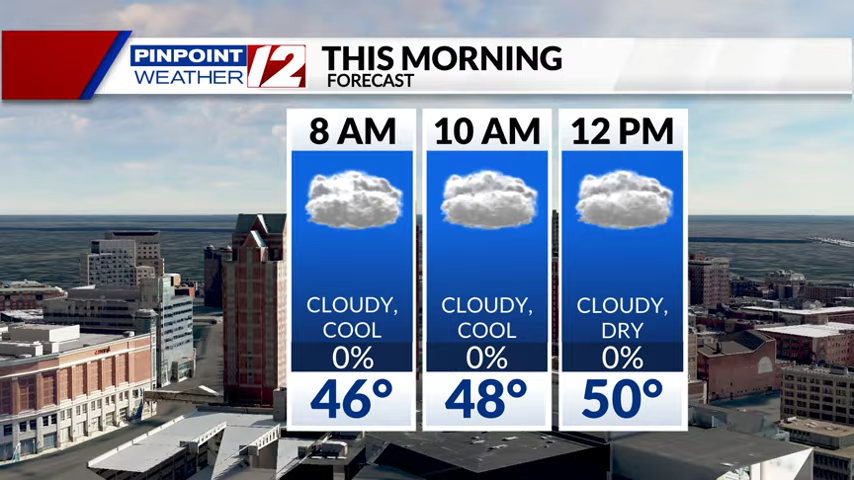 PINPOINT
WEATHER 12
THIS MORNING
FORECAST
8 AM
CLOUDY,
COOL
0%
46°
10 AM
CLOUDY,
COOL
0%
48°
12 PM
CLOUDY,
DRY
0%
50°